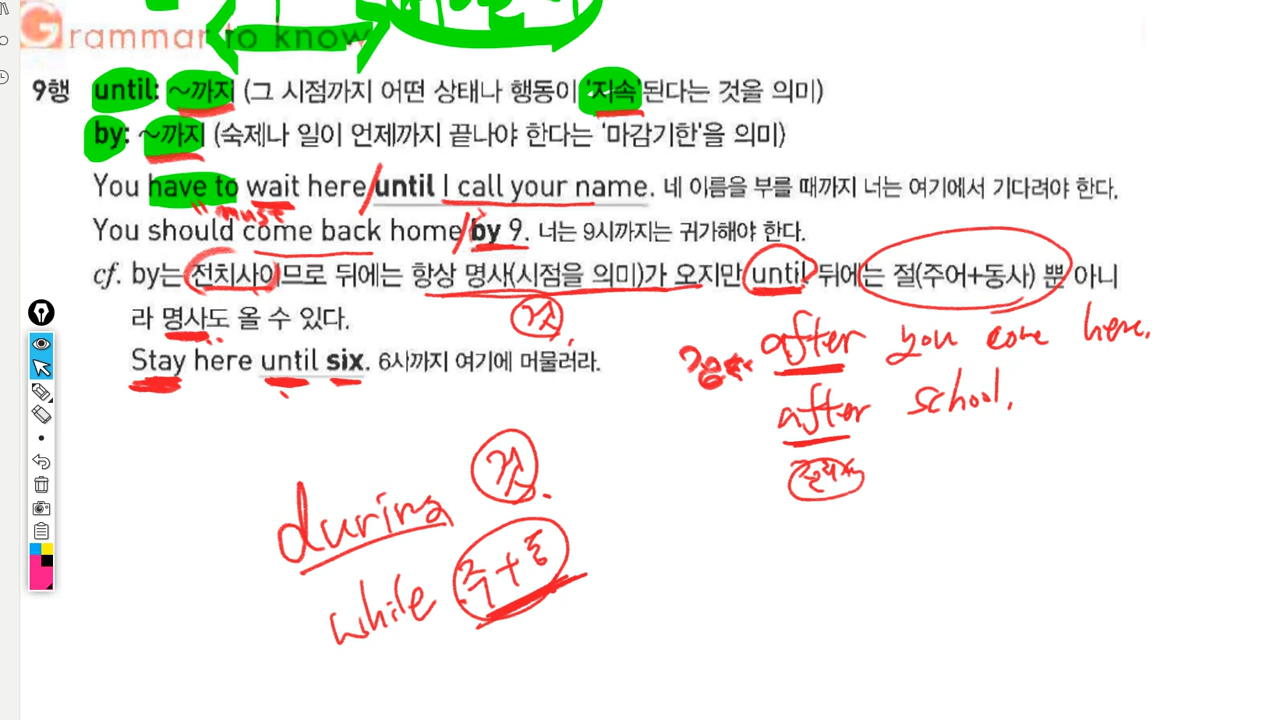 Grammar to know
9행 until: ~까지 (그 시점까지 어떤 상태나 행동이 '지속'된다는 것을 의미)
by: ~까지 (숙제나 일이 언제까지 끝나야 한다는 '마감기한'을 의미)
You have to wait here until I call your name. 네 이름을 부를 때까지 너는 여기에서 기다려야 한다.
"must
You should come back home by 9. 너는 9시까지는 귀가해야 한다.
cf. by는 전치사이므로 뒤에는 항상 명사(시점을 의미)가 오지만 until 뒤에는 절(주어+동사) 뿐 아니
라 명사도 올 수 있다.
것.
Stay here until six. 6시까지 여기에 머물러라.
after you come here.
after school.
during 것.
while 주+동